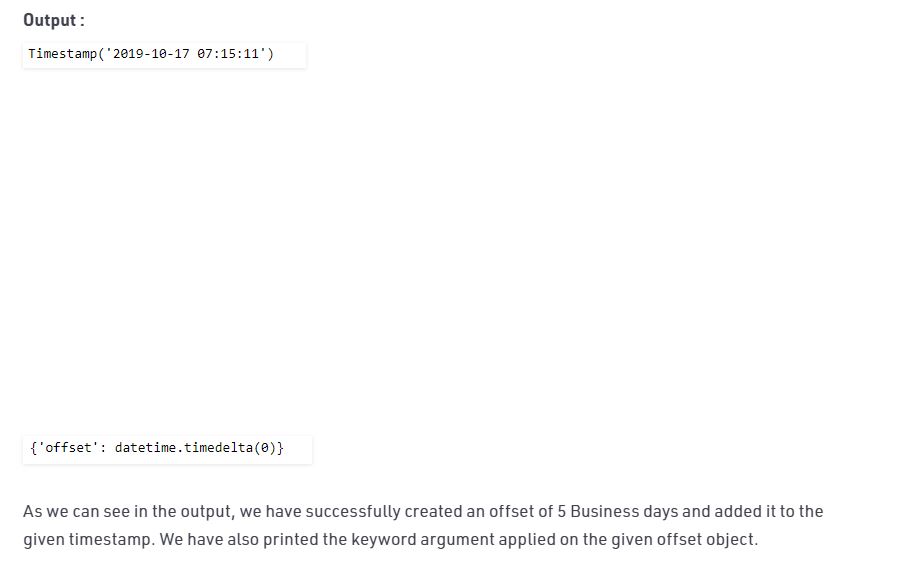 Output :
Timestamp('2019-10-17 07:15:11')
{'offset': datetime.timedelta(0)}
As we can see in the output, we have successfully created an offset of 5 Business days and added it to the
given timestamp. We have also printed the keyword argument applied on the given offset object.